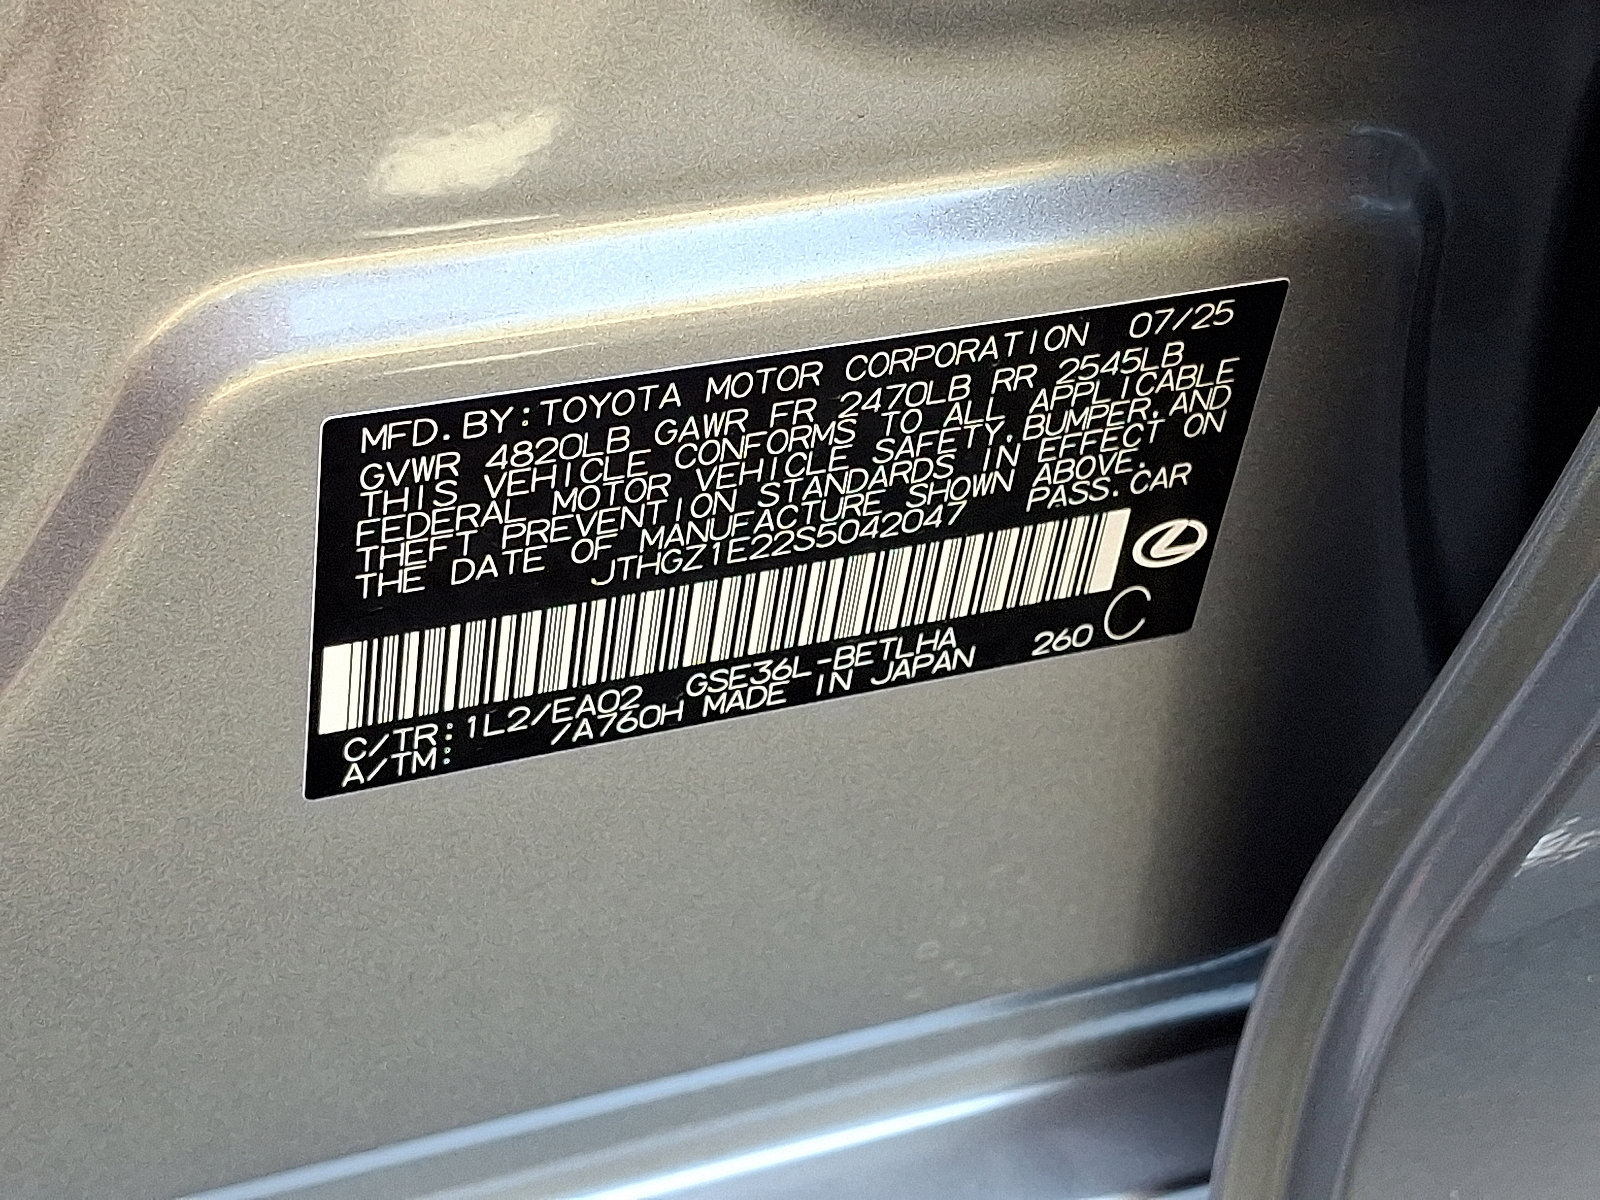 MFD. BY: TOYOTA MOTOR CORPORATION 07/25
GVWR 4820LB GAWR FR 2470LB RR 2545LB
THIS VEHICLE CONFORMS TO ALL APPLICABLE
FEDERAL MOTOR VEHICLE SAFETY, BUMPER, AND
THEFT PREVENTION STANDARDS IN EFFECT ON
THE DATE OF MANUFACTURE SHOWN ABOVE.
JTHGZ1E22S5042047 PASS. CAR
C/TR: 1L2/EA02 GSE36L-BETLHA
A/TM: /A760H MADE IN JAPAN 260 C